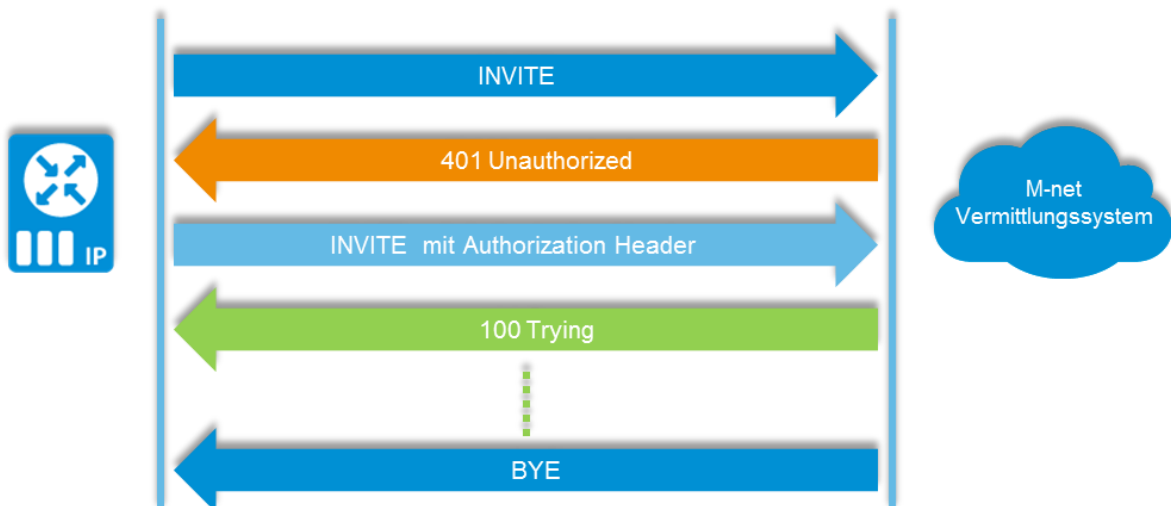 INVITE
401 Unauthorized
IP
M-net
Vermittlungssystem
INVITE mit Authorization Header
100 Trying
BYE